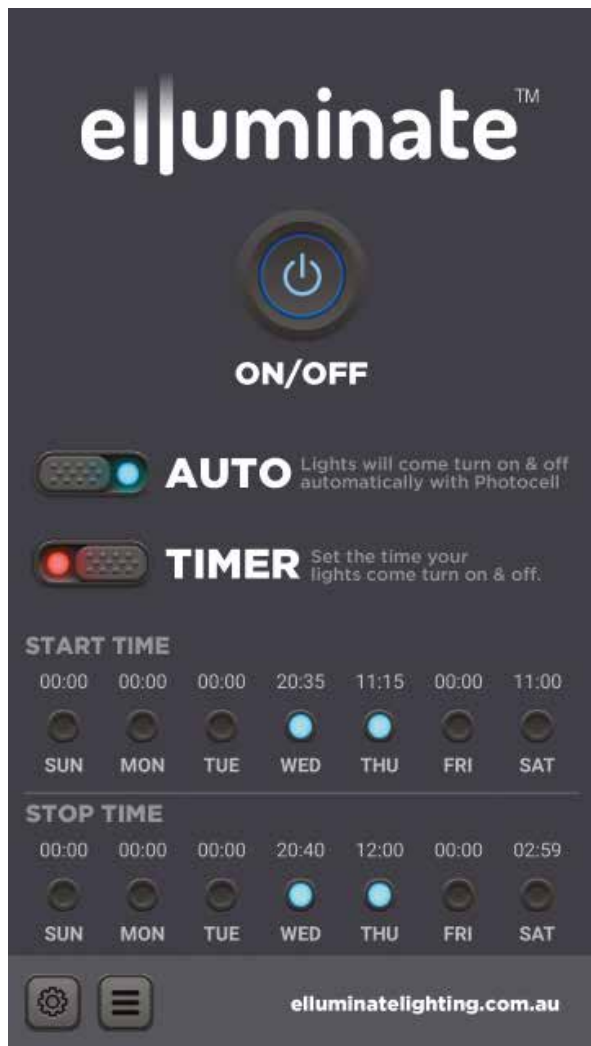 elluminate™
ON/OFF
AUTO Lights will come turn on & off
automatically with Photocell
TIMER Set the time your
lights come turn on & off.
START TIME
00:00 00:00 00:00 20:35 11:15 00:00 11:00
SUN MON TUE WED THU FRI SAT
STOP TIME
00:00 00:00 00:00 20:40 12:00 00:00 02:59
SUN MON TUE WED THU FRI SAT
elluminatelighting.com.au